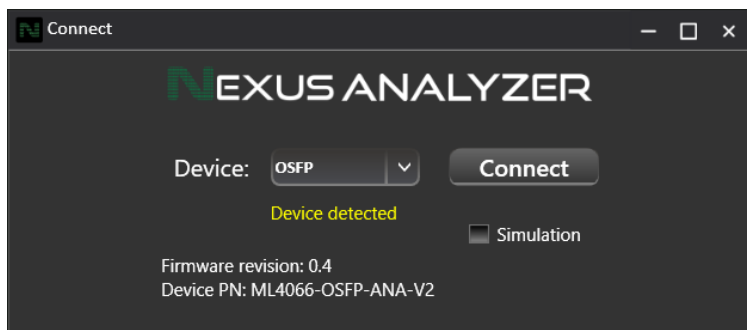 Connect
NEXUS ANALYZER
Device: OSFP Connect
Device detected
Simulation
Firmware revision: 0.4
Device PN: ML4066-OSFP-ANA-V2